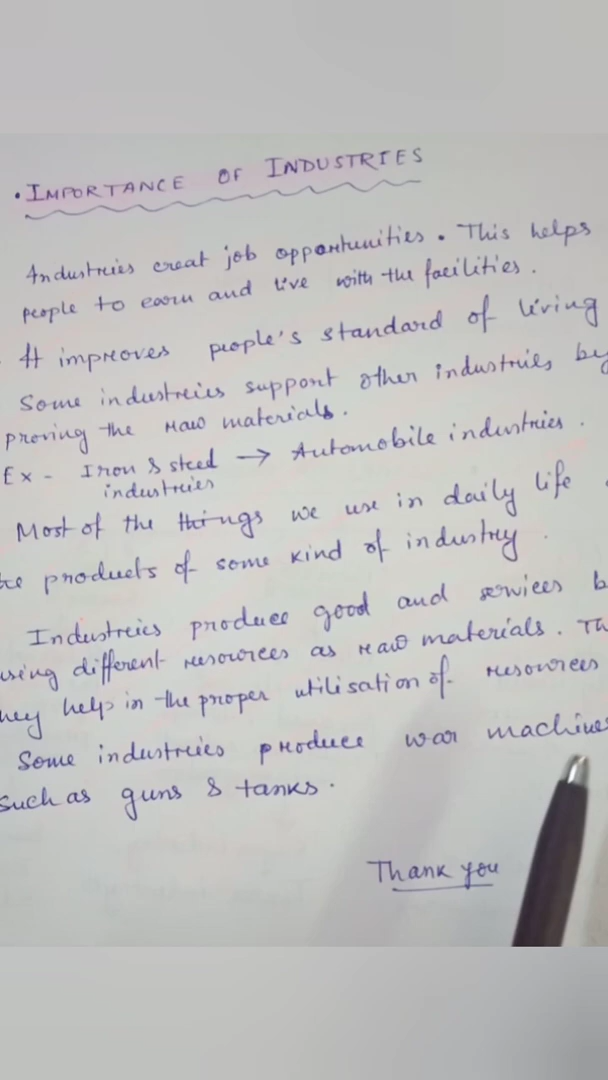 • IMPORTANCE OF INDUSTRIES
Industries creat job opportunities. This helps
people to earn and live with the facilities.
It improves people's standard of living
Some industries support other industries by
proving the raw materials.
Ex - Iron & steel → Automobile industries.
industries
Most of the things we use in daily life
products of some kind of industry.
Industries produce good and services
using different resources as raw materials.
help in the proper utilisation of resources
Some industries produce war machines
such as guns & tanks.
Thank you